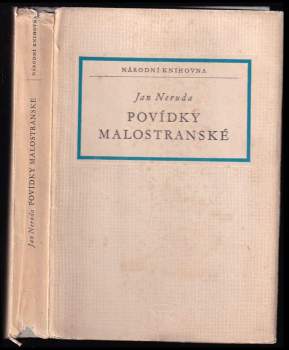 NÁRODNÍ KNIHOVNA
Jan Neruda
POVÍDKY
MALOSTRANSKÉ
Jan Neruda POVÍDKY MALOSTRANSKÉ
NÁRODNÍ KNIHOVNA